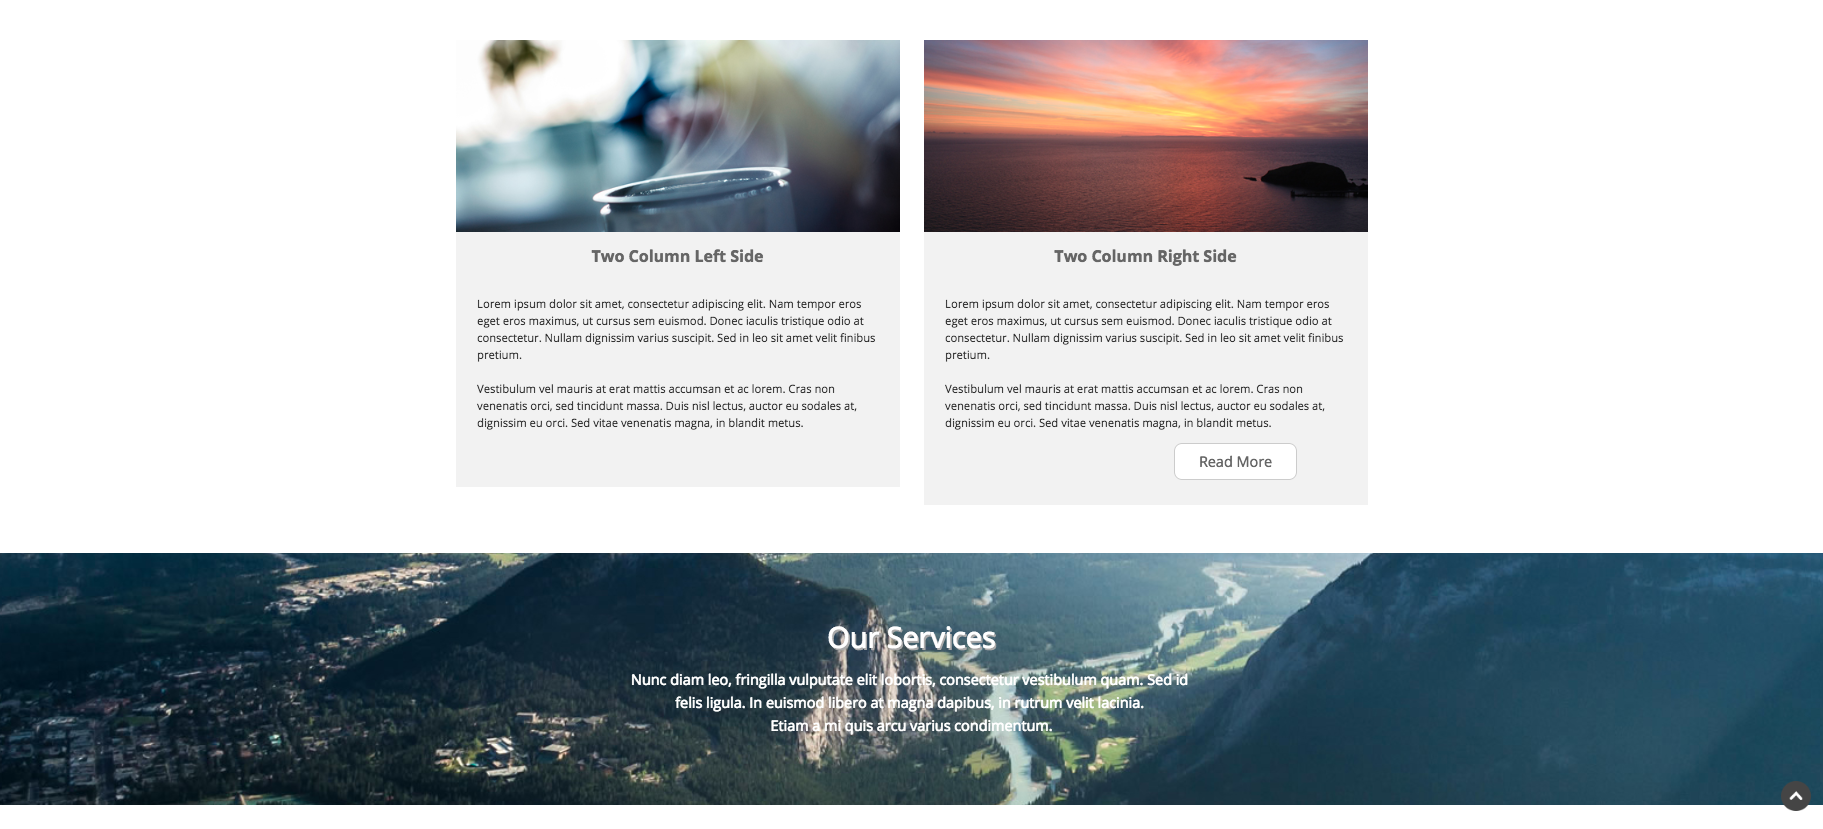 Two Column Left Side
Lorem ipsum dolor sit amet, consectetur adipiscing elit. Nam tempor eros
eget eros maximus, ut cursus sem euismod. Donec iaculis tristique odio at
consectetur. Nullam dignissim varius suscipit. Sed in leo sit amet velit finibus
pretium.
Vestibulum vel mauris at erat mattis accumsan et ac lorem. Cras non
venenatis orci, sed tincidunt massa. Duis nisl lectus, auctor eu sodales at,
dignissim eu orci. Sed vitae venenatis magna, in blandit metus.
Two Column Right Side
Lorem ipsum dolor sit amet, consectetur adipiscing elit. Nam tempor eros
eget eros maximus, ut cursus sem euismod. Donec iaculis tristique odio at
consectetur. Nullam dignissim varius suscipit. Sed in leo sit amet velit finibus
pretium.
Vestibulum vel mauris at erat mattis accumsan et ac lorem. Cras non
venenatis orci, sed tincidunt massa. Duis nisl lectus, auctor eu sodales at,
dignissim eu orci. Sed vitae venenatis magna, in blandit metus.
Read More
Our Services
Nunc diam leo, fringilla vulputate elit lobortis, consectetur vestibulum quam. Sed id
felis ligula. In euismod libero at magna dapibus, in rutrum velit lacinia.
Etiam a mi quis arcu varius condimentum.